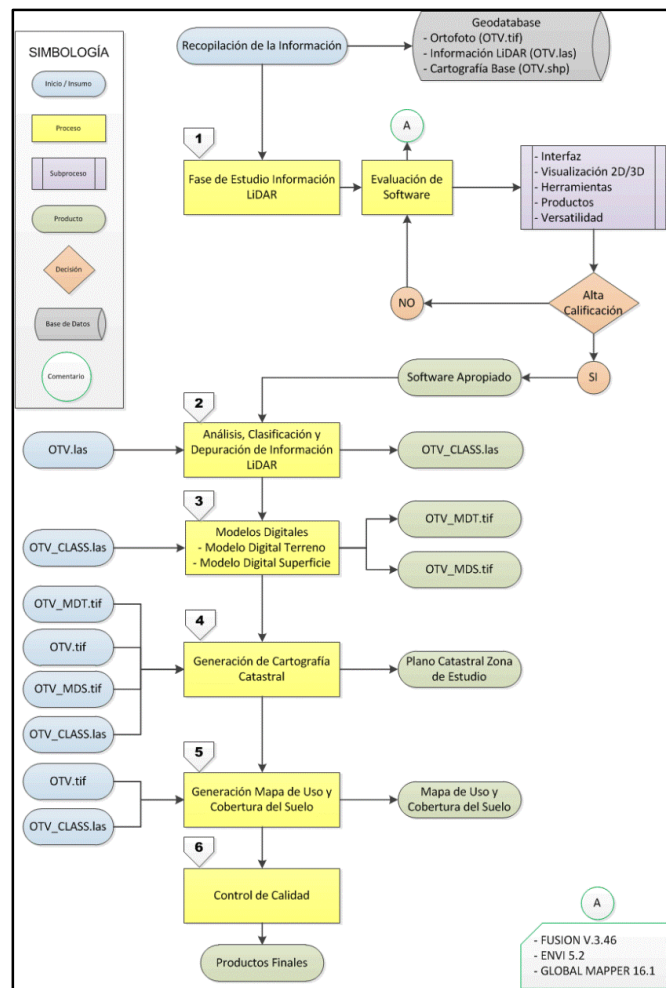 SIMBOLOGÍA
Inicio / Insumo
Proceso
Subproceso
Producto
Decisión
Base de Datos
Comentario
Recopilación de la Información
Geodatabase
- Ortofoto (OTV.tif)
- Información LiDAR (OTV.las)
- Cartografía Base (OTV.shp)
A
1
Fase de Estudio Información
LiDAR
Evaluación de
Software
- Interfaz
- Visualización 2D/3D
- Herramientas
- Productos
- Versatilidad
NO
Alta
Calificación
SI
Software Apropiado
2
OTV.las
Análisis, Clasificación y
Depuración de Información
LiDAR
OTV_CLASS.las
3
OTV_CLASS.las
Modelos Digitales
- Modelo Digital Terreno
- Modelo Digital Superficie
OTV_MDT.tif
OTV_MDS.tif
4
OTV_MDT.tif
OTV.tif
OTV_MDS.tif
OTV_CLASS.las
Generación de Cartografía
Catastral
Plano Catastral Zona
de Estudio
5
OTV.tif
OTV_CLASS.las
Generación Mapa de Uso y
Cobertura del Suelo
Mapa de Uso y
Cobertura del Suelo
6
Control de Calidad
Productos Finales
A
- FUSION V.3.46
- ENVI 5.2
- GLOBAL MAPPER 16.1